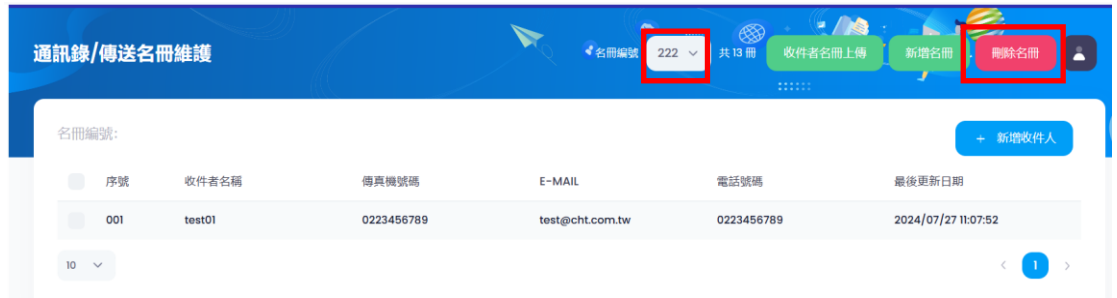 通訊錄/傳送名冊維護
名冊編號 222 共 13 冊 收件者名冊上傳 新增名冊 刪除名冊
名冊編號:
+ 新增收件人
序號 收件者名稱 傳真機號碼 E-MAIL 電話號碼 最後更新日期
001 test01 0223456789 test@cht.com.tw 0223456789 2024/07/27 11:07:52
10
1